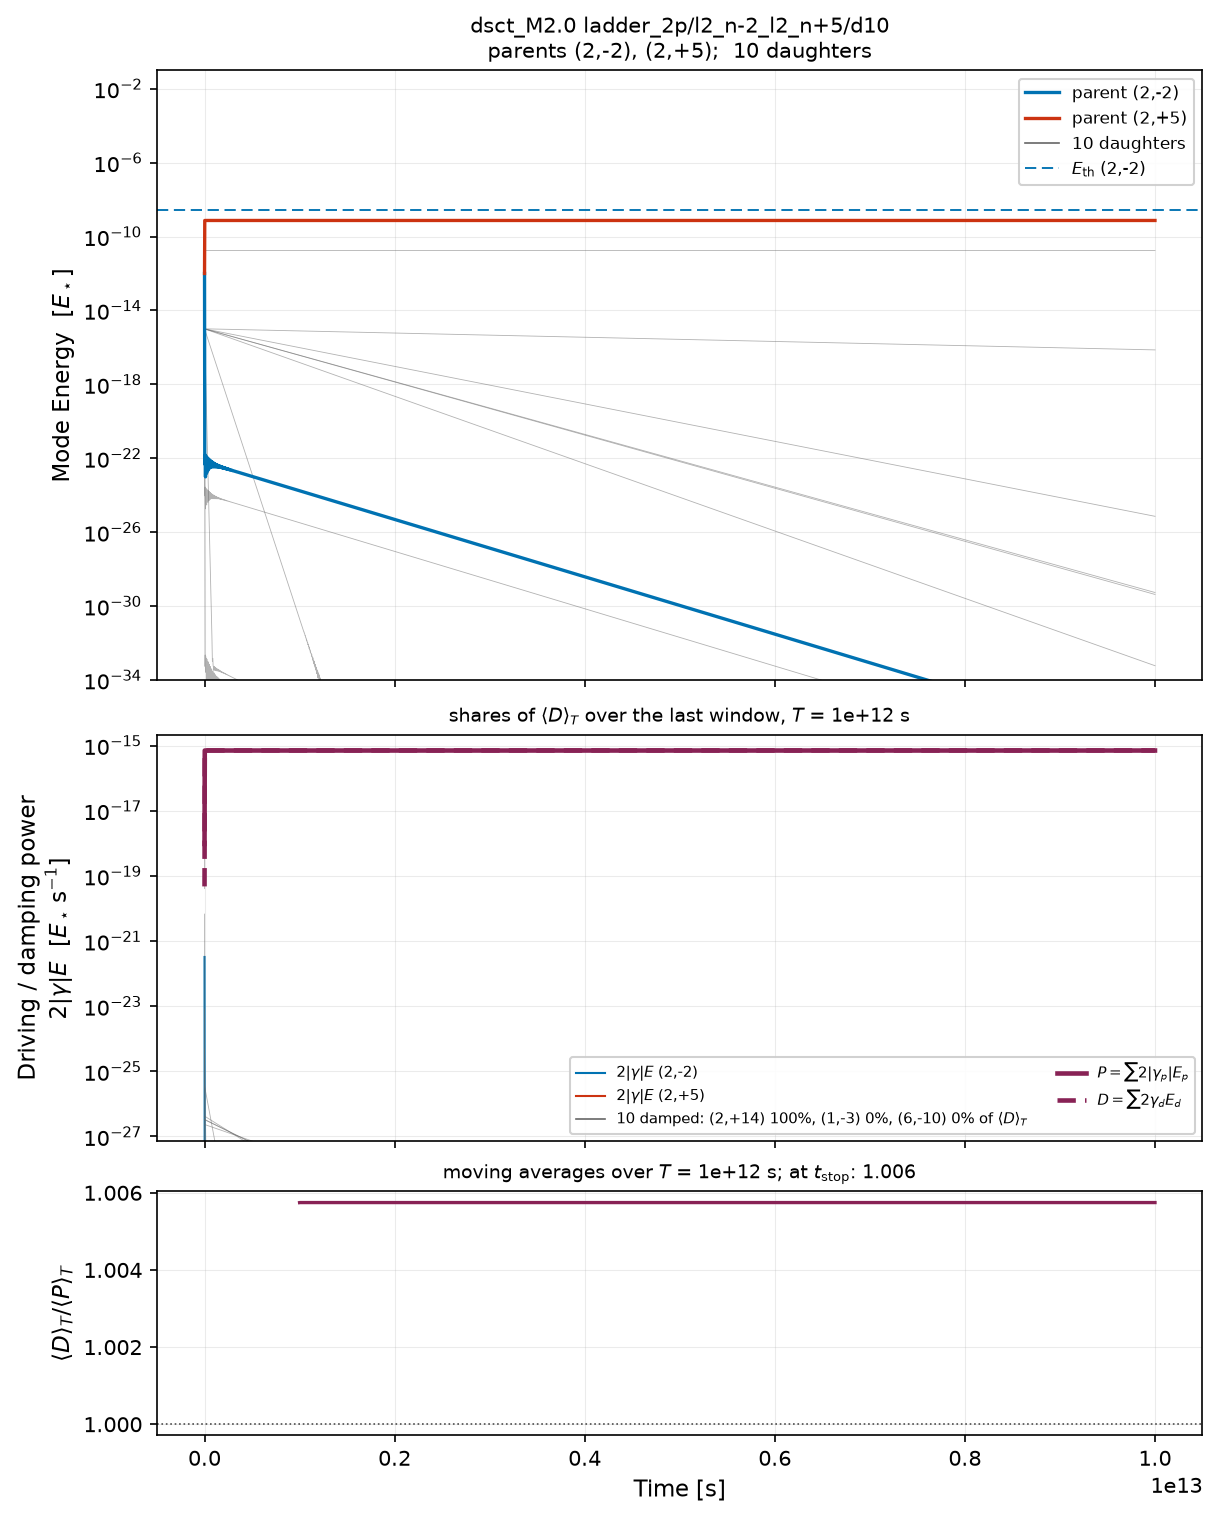 dsct_M2.0 ladder_2p/l2_n-2_l2_n+5/d10
parents (2,-2), (2,+5);  10 daughters
Mode Energy [E⋆]
10⁻²
10⁻⁶
10⁻¹⁰
10⁻¹⁴
10⁻¹⁸
10⁻²²
10⁻²⁶
10⁻³⁰
10⁻³⁴
parent (2,-2)
parent (2,+5)
10 daughters
E_th (2,-2)
shares of ⟨D⟩_T over the last window, T = 1e+12 s
Driving / damping power
2|γ|E [E⋆ s⁻¹]
10⁻¹⁵
10⁻¹⁷
10⁻¹⁹
10⁻²¹
10⁻²³
10⁻²⁵
10⁻²⁷
2|γ|E (2,-2)
2|γ|E (2,+5)
10 damped: (2,+14) 100%, (1,-3) 0%, (6,-10) 0% of ⟨D⟩_T
P = ∑2|γ_p|E_p
D = ∑2γ_dE_d
moving averages over T = 1e+12 s; at t_stop: 1.006
⟨D⟩_T/⟨P⟩_T
1.006
1.004
1.002
1.000
0.0 0.2 0.4 0.6 0.8 1.0
1e13
Time [s]